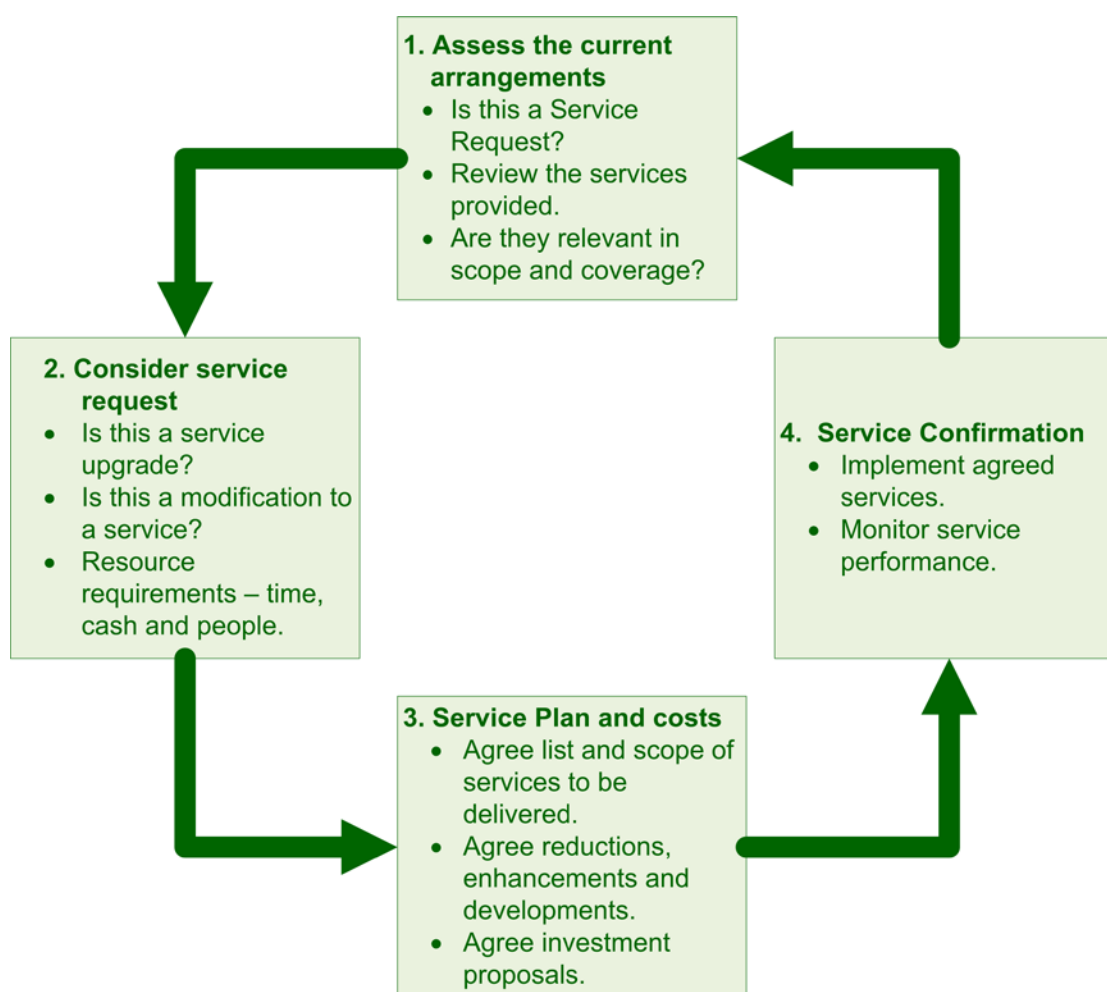 1. Assess the current
arrangements
• Is this a Service
Request?
• Review the services
provided.
• Are they relevant in
scope and coverage?
2. Consider service
request
• Is this a service
upgrade?
• Is this a modification to
a service?
• Resource
requirements – time,
cash and people.
3. Service Plan and costs
• Agree list and scope of
services to be
delivered.
• Agree reductions,
enhancements and
developments.
• Agree investment
proposals.
4. Service Confirmation
• Implement agreed
services.
• Monitor service
performance.